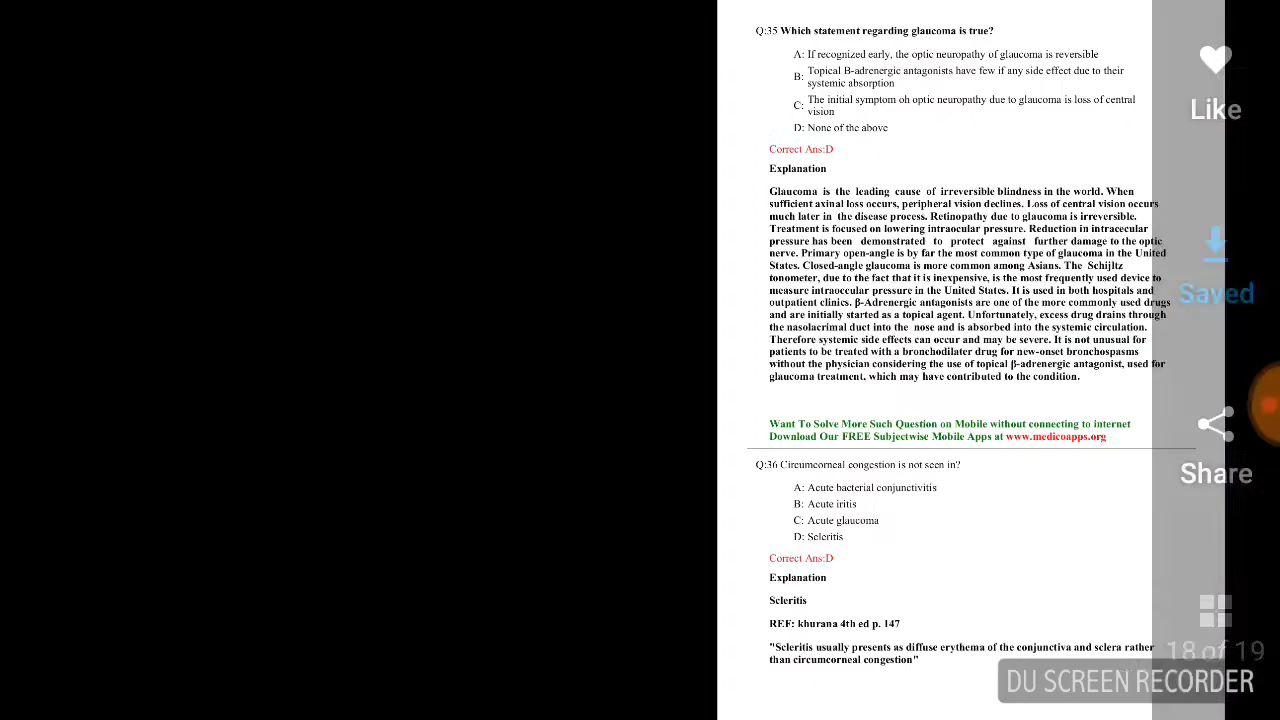 Q:35 Which statement regarding glaucoma is true?
A: If recognized early, the optic neuropathy of glaucoma is reversible
B: Topical B-adrenergic antagonists have few if any side effect due to their
systemic absorption
C: The initial symptom oh optic neuropathy due to glaucoma is loss of central
vision
D: None of the above
Correct Ans:D
Explanation
Glaucoma is the leading cause of irreversible blindness in the world. When
sufficient axinal loss occurs, peripheral vision declines. Loss of central vision occurs
much later in the disease process. Retinopathy due to glaucoma is irreversible.
Treatment is focused on lowering intraocular pressure. Reduction in intracecular
pressure has been demonstrated to protect against further damage to the optic
nerve. Primary open-angle is by far the most common type of glaucoma in the United
States. Closed-angle glaucoma is more common among Asians. The Schijltz
tonometer, due to the fact that it is inexpensive, is the most frequently used device to
measure intraoccular pressure in the United States. It is used in both hospitals and
outpatient clinics. β-Adrenergic antagonists are one of the more commonly used drugs
and are initially started as a topical agent. Unfortunately, excess drug drains through
the nasolacrimal duct into the nose and is absorbed into the systemic circulation.
Therefore systemic side effects can occur and may be severe. It is not unusual for
patients to be treated with a bronchodilater drug for new-onset bronchospasms
without the physician considering the use of topical β-adrenergic antagonist, used for
glaucoma treatment, which may have contributed to the condition.
Want To Solve More Such Question on Mobile without connecting to internet
Download Our FREE Subjectwise Mobile Apps at www.medicoapps.org
Q:36 Circumcorneal congestion is not seen in?
A: Acute bacterial conjunctivitis
B: Acute iritis
C: Acute glaucoma
D: Scleritis
Correct Ans:D
Explanation
Scleritis
REF: khurana 4th ed p. 147
"Scleritis usually presents as diffuse erythema of the conjunctiva and sclera rather
than circumcorneal congestion"
Like
Saved
Share
18 of 19
DU SCREEN RECORDER